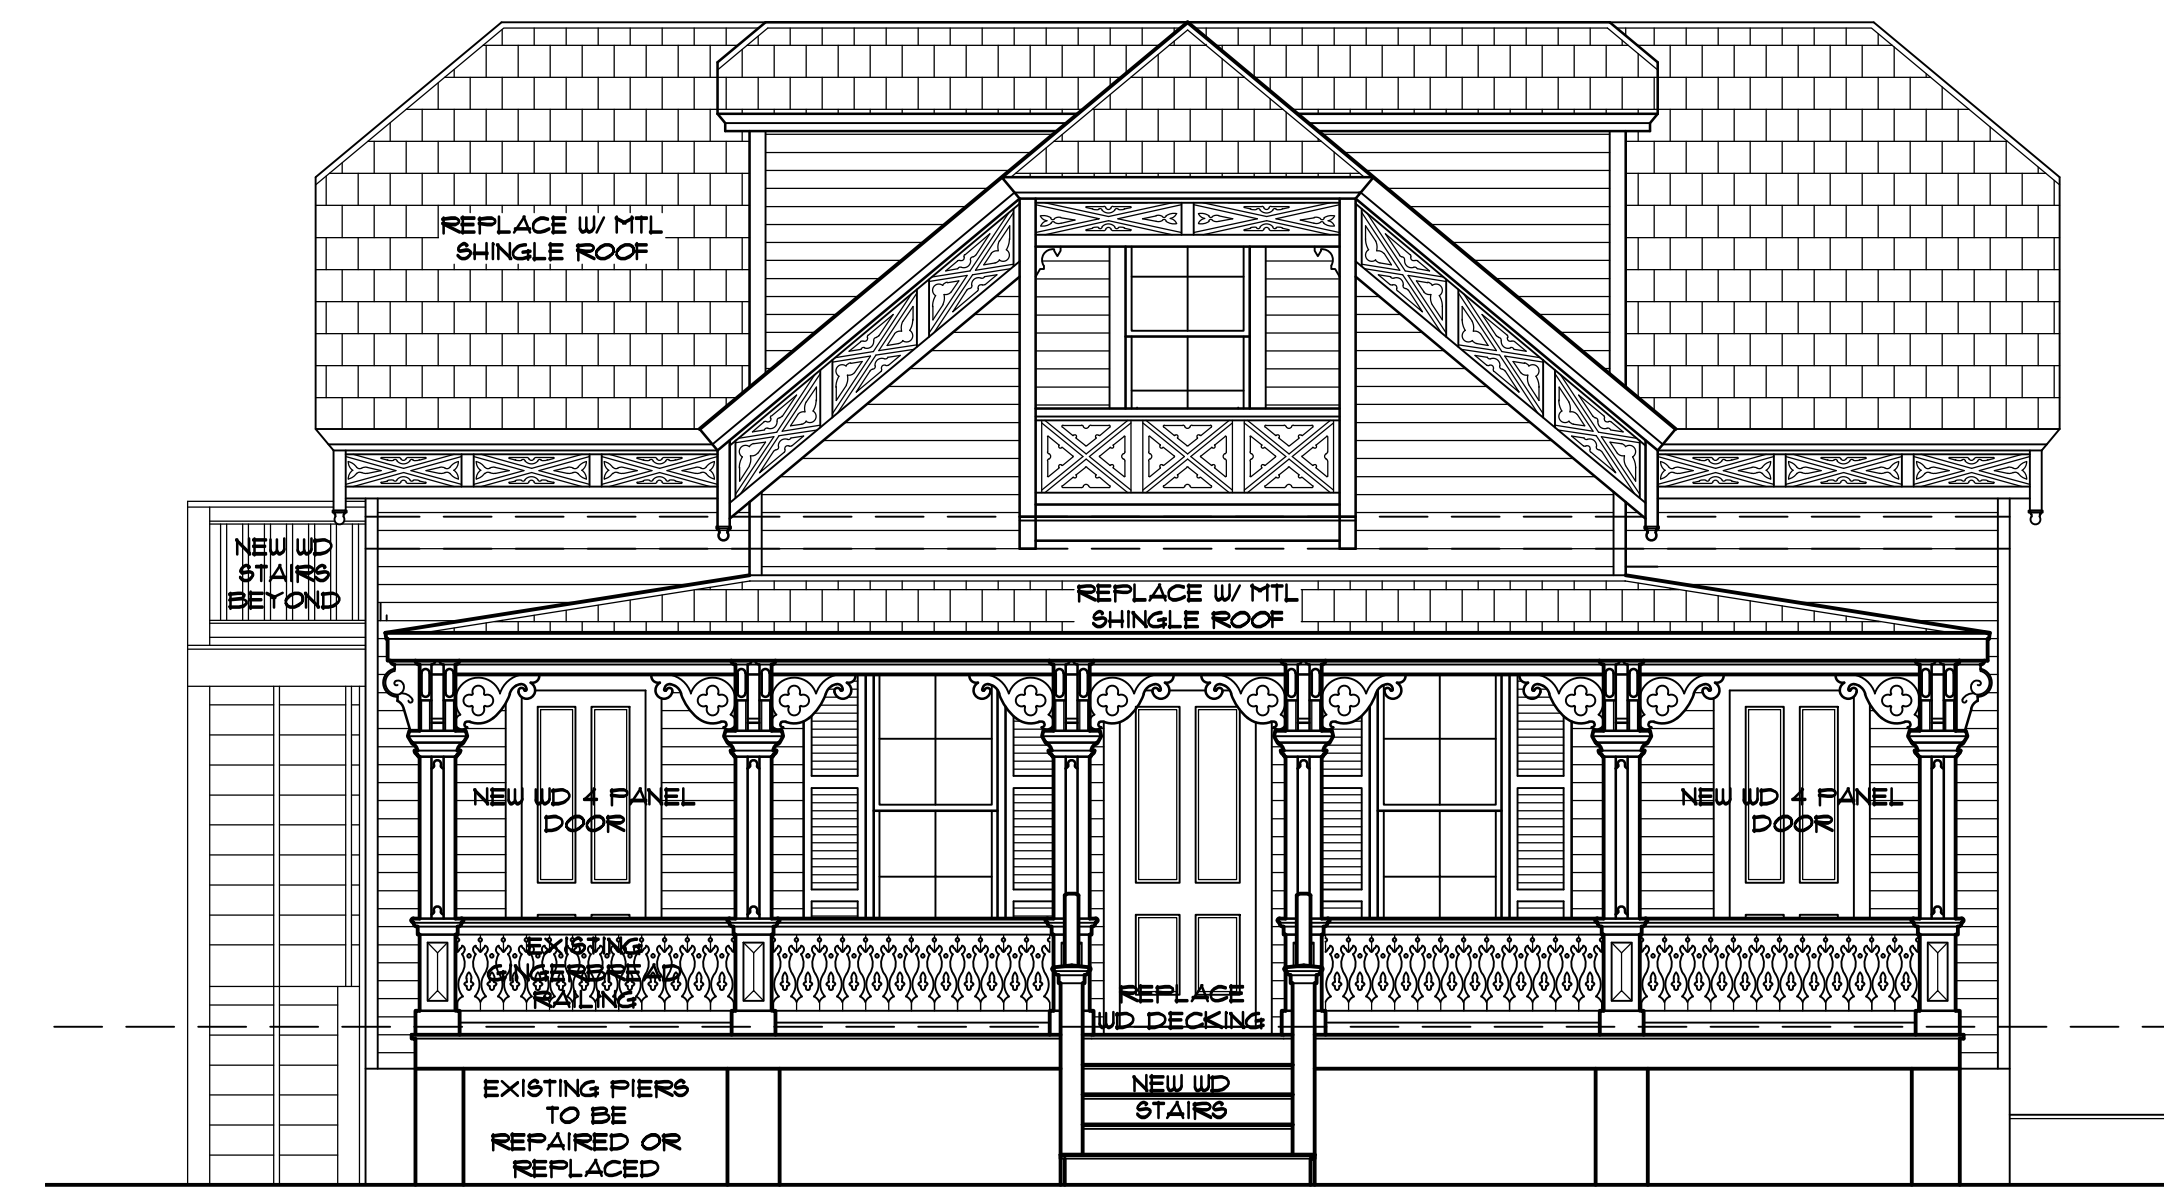 REPLACE W/ MTL
SHINGLE ROOF
NEW WD
STAIRS
BEYOND
REPLACE W/ MTL
SHINGLE ROOF
NEW WD 4 PANEL
DOOR
NEW WD 4 PANEL
DOOR
EXISTING
GINGERBREAD
RAILING
REPLACE
WD DECKING
NEW WD
STAIRS
EXISTING PIERS
TO BE
REPAIRED OR
REPLACED